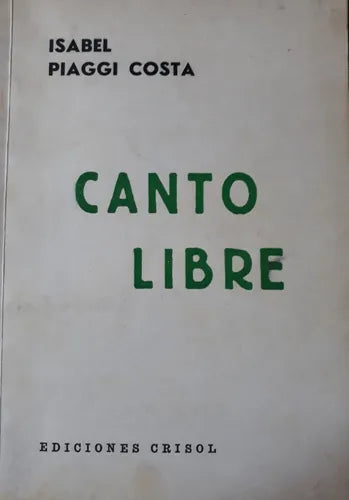 ISABEL
PIAGGI COSTA
CANTO
LIBRE
EDICIONES CRISOL